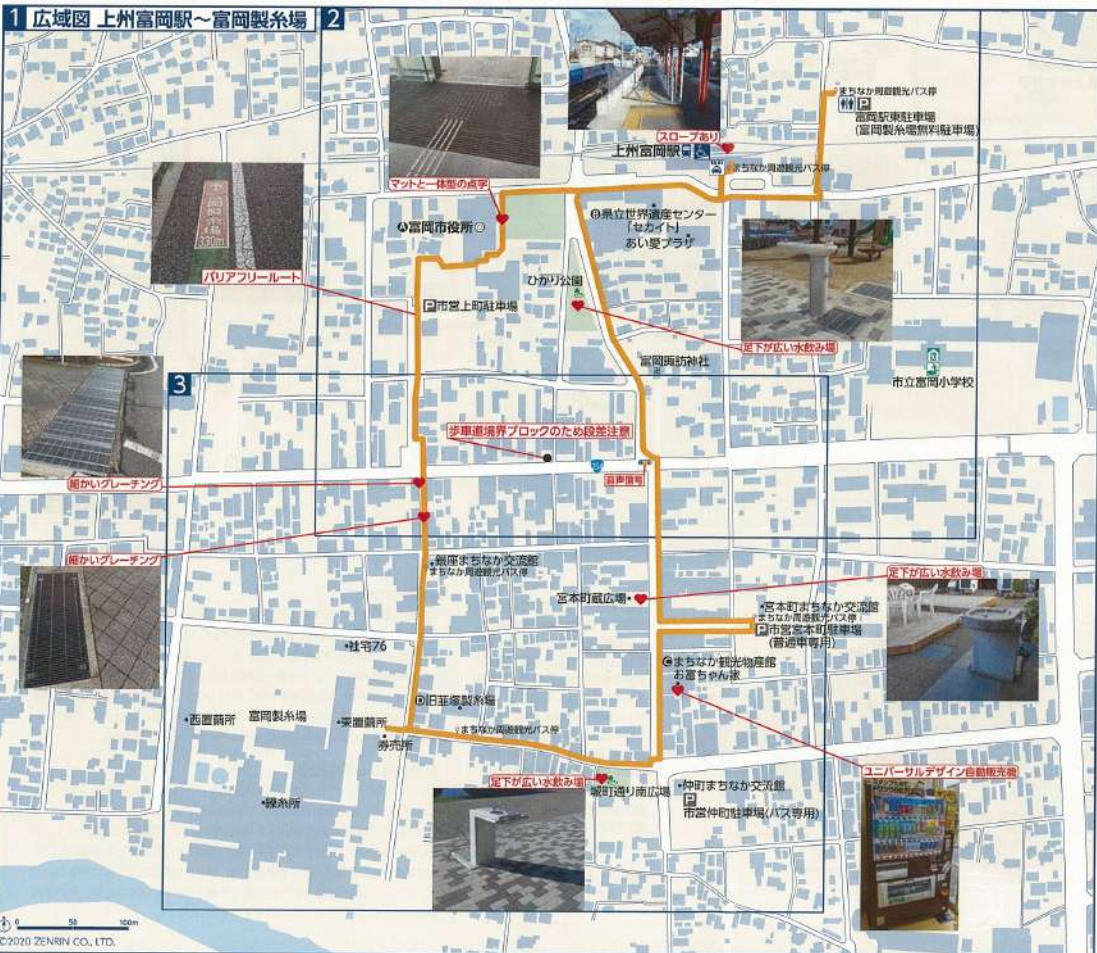 1 広域図 上州富岡駅～富岡製糸場
2
まちなか周遊観光バス停
P
富岡駅東駐車場
(富岡製糸場無料駐車場)
スロープあり
上州富岡駅
TAXI
まちなか周遊観光バス停
マットと一体型の点字
Ⓐ富岡市役所◎
Ⓑ県立世界遺産センター
「セカイト」
あい愛プラザ
バリアフリールート
ひかり公園
P市営上町駐車場
足下が広い水飲み場
富岡諏訪神社
市立富岡小学校
3
歩車道境界ブロックのため段差注意
254
音声信号
細かいグレーチング
細かいグレーチング
・銀座まちなか交流館
まちなか周遊観光バス停
宮本町蔵広場・
足下が広い水飲み場
・宮本町まちなか交流館
まちなか周遊観光バス停
P市営宮本町駐車場
(普通車専用)
・社宅76
Ⓒまちなか観光物産館
お富ちゃん家
Ⓓ旧韮塚製糸場
・西置繭所
富岡製糸場
・東置繭所
まちなか周遊観光バス停
券売所
ユニバーサルデザイン自動販売機
足下が広い水飲み場
城町通り南広場
・仲町まちなか交流館
P
市営仲町駐車場(バス専用)
・繰糸所
0 50 100m
©2020 ZENRIN CO., LTD.